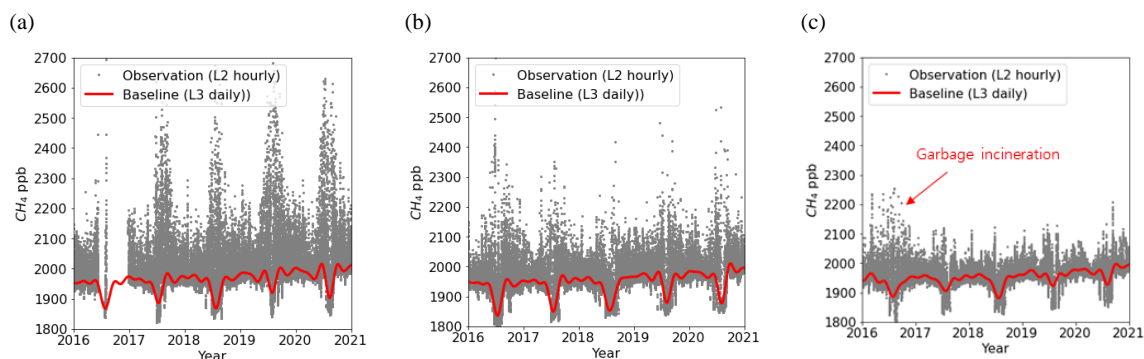 (a)
2700
2600
2500
2400
2300
2200
2100
2000
1900
1800
CH₄ ppb
Observation (L2 hourly)
Baseline (L3 daily))
2016 2017 2018 2019 2020 2021
Year
(b)
2700
2600
2500
2400
2300
2200
2100
2000
1900
1800
CH₄ ppb
Observation (L2 hourly)
Baseline (L3 daily))
2016 2017 2018 2019 2020 2021
Year
(c)
2700
2600
2500
2400
2300
2200
2100
2000
1900
1800
CH₄ ppb
Observation (L2 hourly)
Baseline (L3 daily))
Garbage incineration
2016 2017 2018 2019 2020 2021
Year